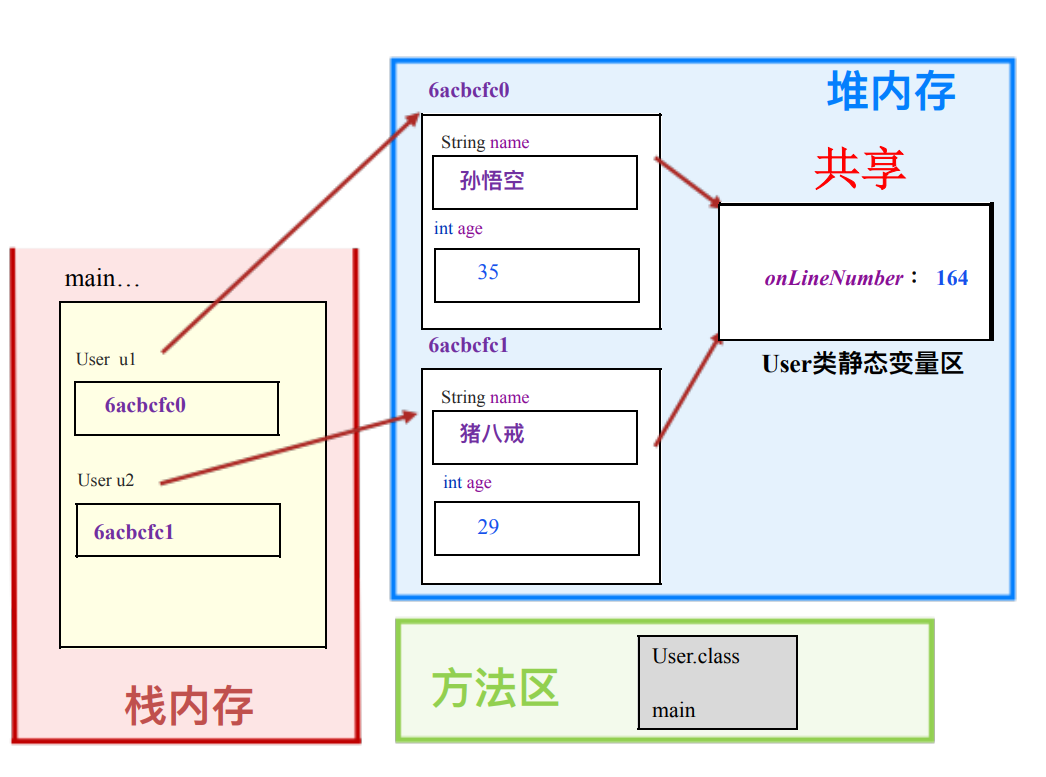 堆内存
共享
6acbcfc0
String name
孙悟空
int age
35
6acbcfc1
String name
猪八戒
int age
29
onLineNumber： 164
User类静态变量区
main…
User u1
6acbcfc0
User u2
6acbcfc1
栈内存
方法区
User.class
main